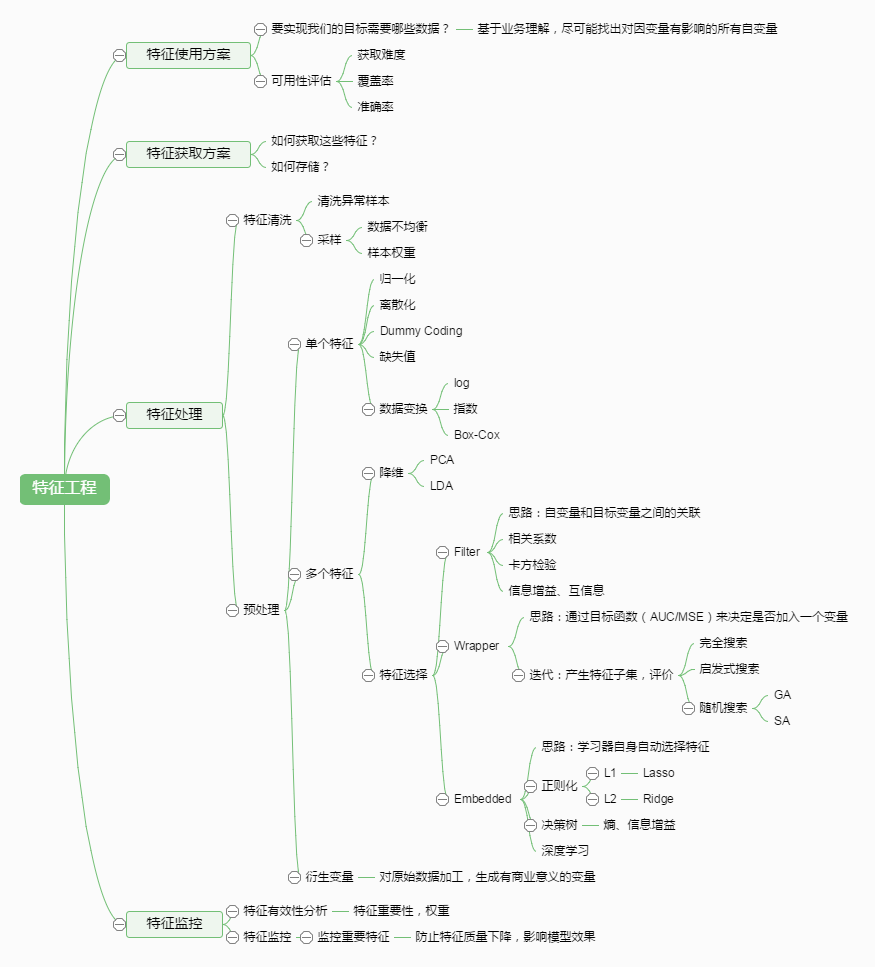 要实现我们的目标需要哪些数据？
基于业务理解，尽可能找出对因变量有影响的所有自变量
特征使用方案
获取难度
可用性评估
覆盖率
准确率
如何获取这些特征？
特征获取方案
如何存储？
清洗异常样本
特征清洗
数据不均衡
采样
样本权重
归一化
离散化
Dummy Coding
单个特征
缺失值
log
数据变换
指数
特征处理
Box-Cox
PCA
降维
LDA
特征工程
思路：自变量和目标变量之间的关联
相关系数
Filter
卡方检验
多个特征
信息增益、互信息
预处理
思路：通过目标函数（AUC/MSE）来决定是否加入一个变量
Wrapper
完全搜索
启发式搜索
特征选择
迭代：产生特征子集，评价
GA
随机搜索
SA
思路：学习器自身自动选择特征
L1
Lasso
正则化
L2
Ridge
Embedded
决策树
熵、信息增益
深度学习
衍生变量
对原始数据加工，生成有商业意义的变量
特征有效性分析
特征重要性，权重
特征监控
特征监控
监控重要特征
防止特征质量下降，影响模型效果